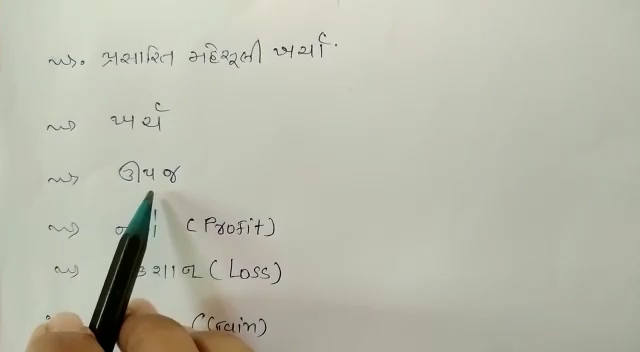 પ્રસારિત મહેસૂલી ખર્ચા.
ખર્ચ
ઊપજ
(Profit)
(Loss)
(Gain)